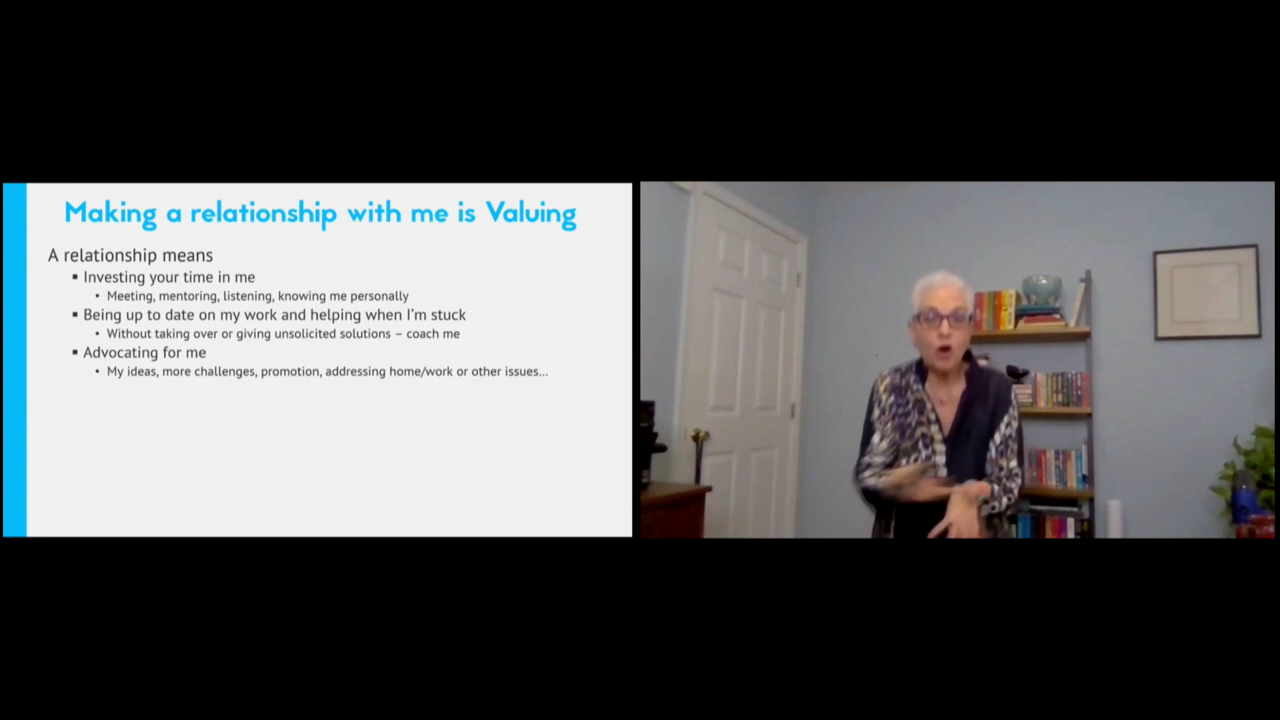 Making a relationship with me is Valuing
A relationship means
▪ Investing your time in me
• Meeting, mentoring, listening, knowing me personally
▪ Being up to date on my work and helping when I'm stuck
• Without taking over or giving unsolicited solutions – coach me
▪ Advocating for me
• My ideas, more challenges, promotion, addressing home/work or other issues...